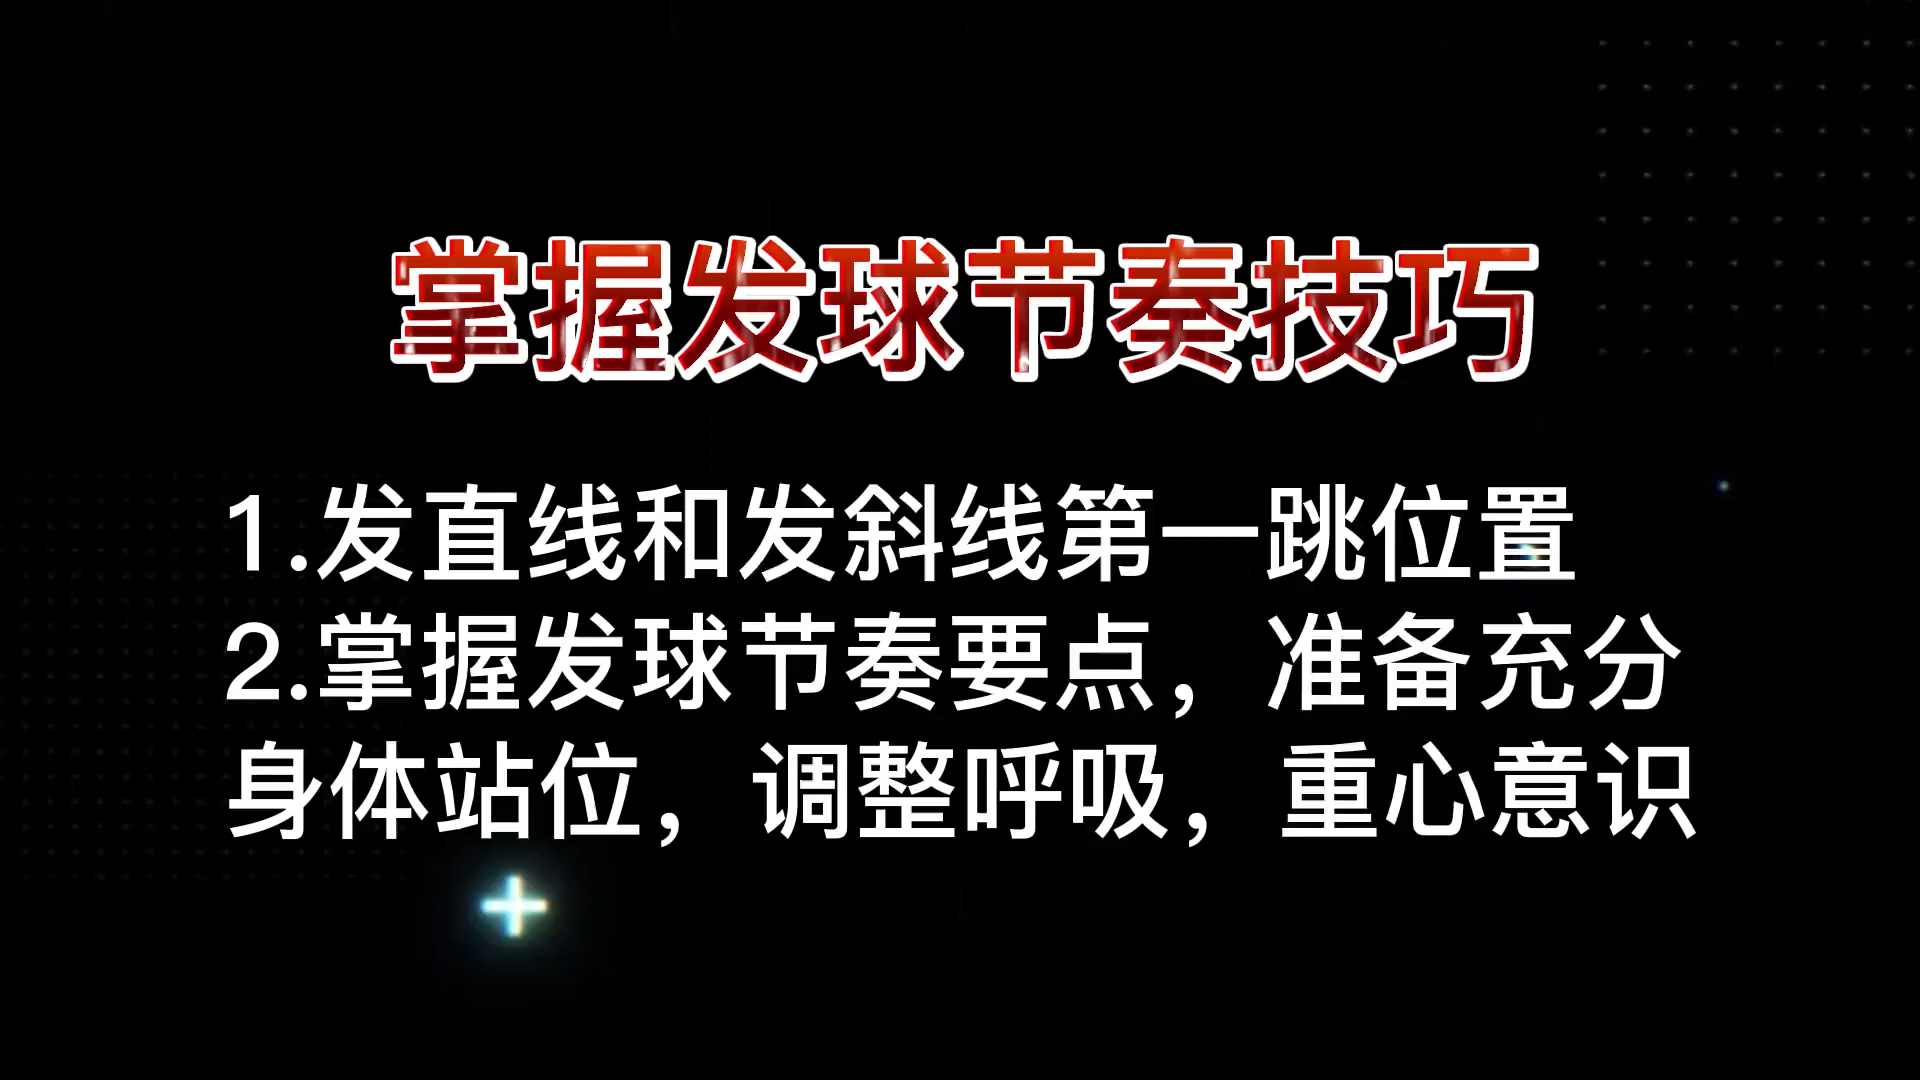 掌握发球节奏技巧
1.发直线和发斜线第一跳位置
2.掌握发球节奏要点，准备充分
身体站位，调整呼吸，重心意识